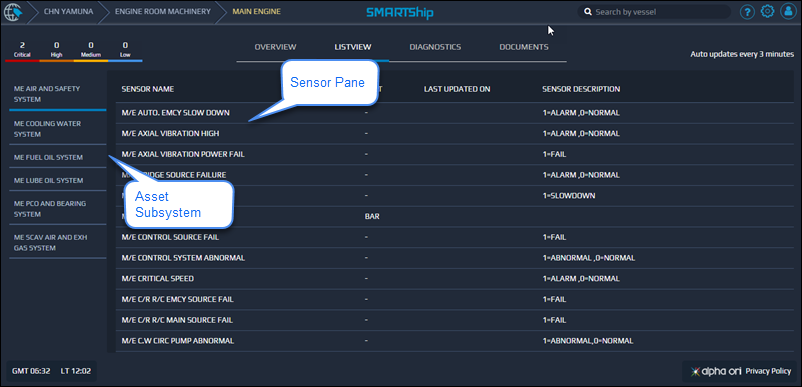 CHN YAMUNA ENGINE ROOM MACHINERY MAIN ENGINE SMARTShip Search by vessel ?
2 0 0 0
Critical High Medium Low
OVERVIEW LISTVIEW DIAGNOSTICS DOCUMENTS
Auto updates every 3 minutes
ME AIR AND SAFETY
SYSTEM
ME COOLING WATER
SYSTEM
ME FUEL OIL SYSTEM
ME LUBE OIL SYSTEM
ME PCO AND BEARING
SYSTEM
ME SCAV AIR AND EXH
GAS SYSTEM
Sensor Pane
Asset
Subsystem
SENSOR NAME LAST UPDATED ON SENSOR DESCRIPTION
M/E AUTO. EMCY SLOW DOWN - 1=ALARM ,0=NORMAL
M/E AXIAL VIBRATION HIGH - 1=ALARM ,0=NORMAL
M/E AXIAL VIBRATION POWER FAIL - 1=FAIL
SOURCE FAILURE - 1=ALARM ,0=NORMAL
- 1=SLOWDOWN
BAR
M/E CONTROL SOURCE FAIL - 1=FAIL
M/E CONTROL SYSTEM ABNORMAL - 1=ABNORMAL ,0=NORMAL
M/E CRITICAL SPEED - 1=ALARM ,0=NORMAL
M/E C/R R/C EMCY SOURCE FAIL - 1=FAIL
M/E C/R R/C MAIN SOURCE FAIL - 1=FAIL
M/E C.W CIRC PUMP ABNORMAL - 1=ABNORMAL,0=NORMAL
GMT 06:32 LT 12:02
alpha ori Privacy Policy